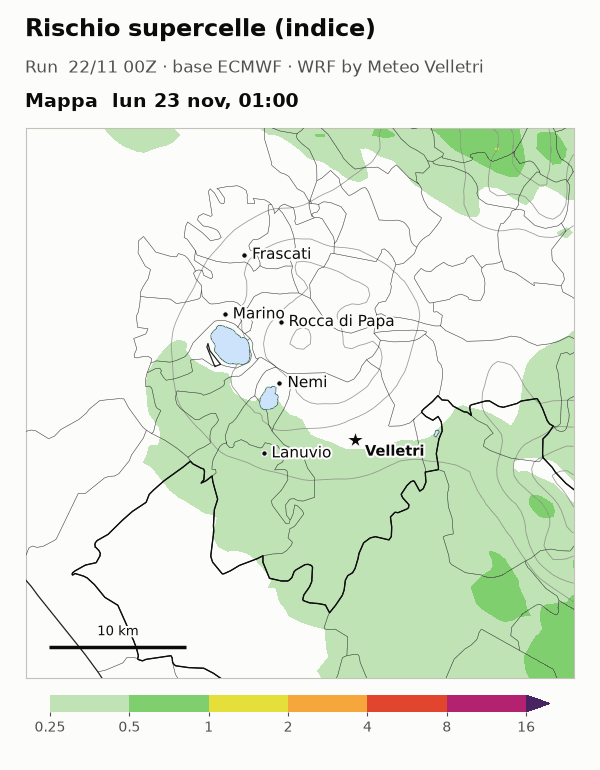 Rischio supercelle (indice)
Run  22/11 00Z · base ECMWF · WRF by Meteo Velletri
Mappa  lun 23 nov, 01:00
Frascati
Marino
Rocca di Papa
Nemi
Velletri
Lanuvio
10 km
0.25 0.5 1 2 4 8 16